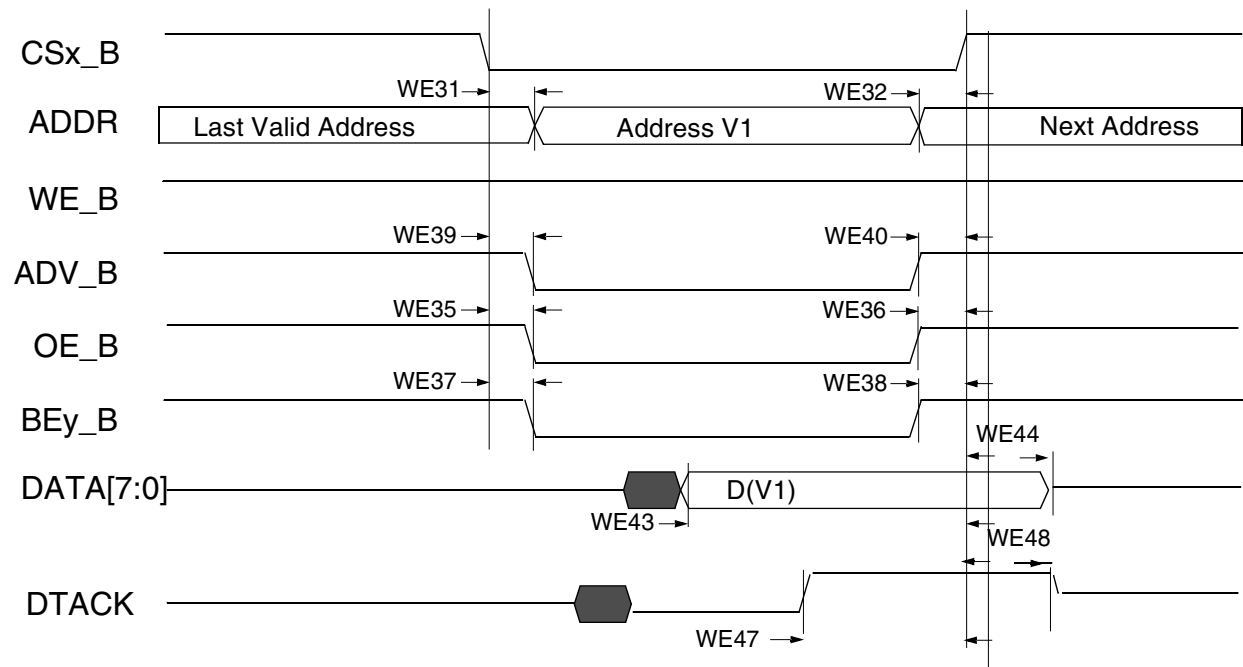 CSx_B
WE31
WE32
ADDR
Last Valid Address
Address V1
Next Address
WE_B
WE39
WE40
ADV_B
WE35
WE36
OE_B
WE37
WE38
BEy_B
WE44
DATA[7:0]
D(V1)
WE43
WE48
DTACK
WE47